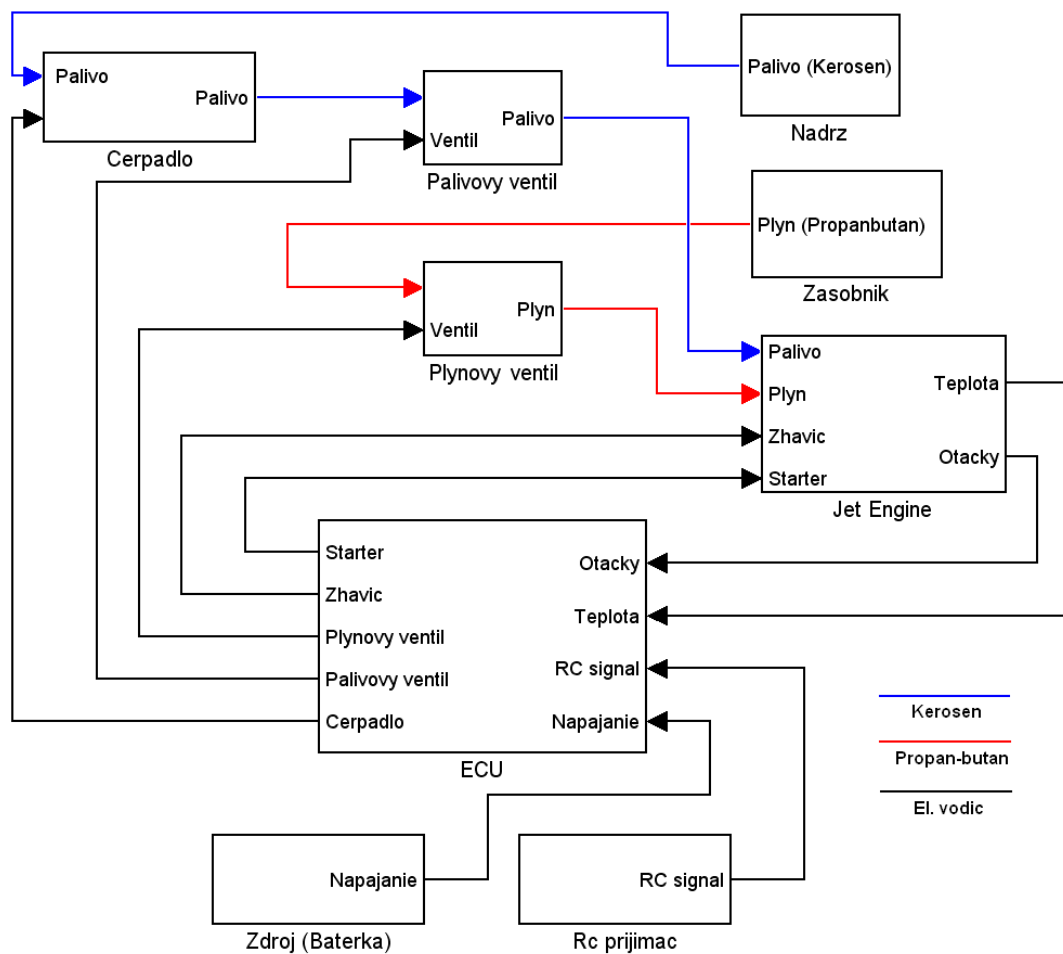 Palivo
Palivo
Cerpadlo
Palivo
Ventil
Palivovy ventil
Palivo (Kerosen)
Nadrz
Plyn (Propanbutan)
Zasobnik
Plyn
Ventil
Plynovy ventil
Palivo
Plyn
Zhavic
Starter
Teplota
Otacky
Jet Engine
Starter
Zhavic
Plynovy ventil
Palivovy ventil
Cerpadlo
Otacky
Teplota
RC signal
Napajanie
ECU
Kerosen
Propan-butan
El. vodic
Napajanie
Zdroj (Baterka)
RC signal
Rc prijimac